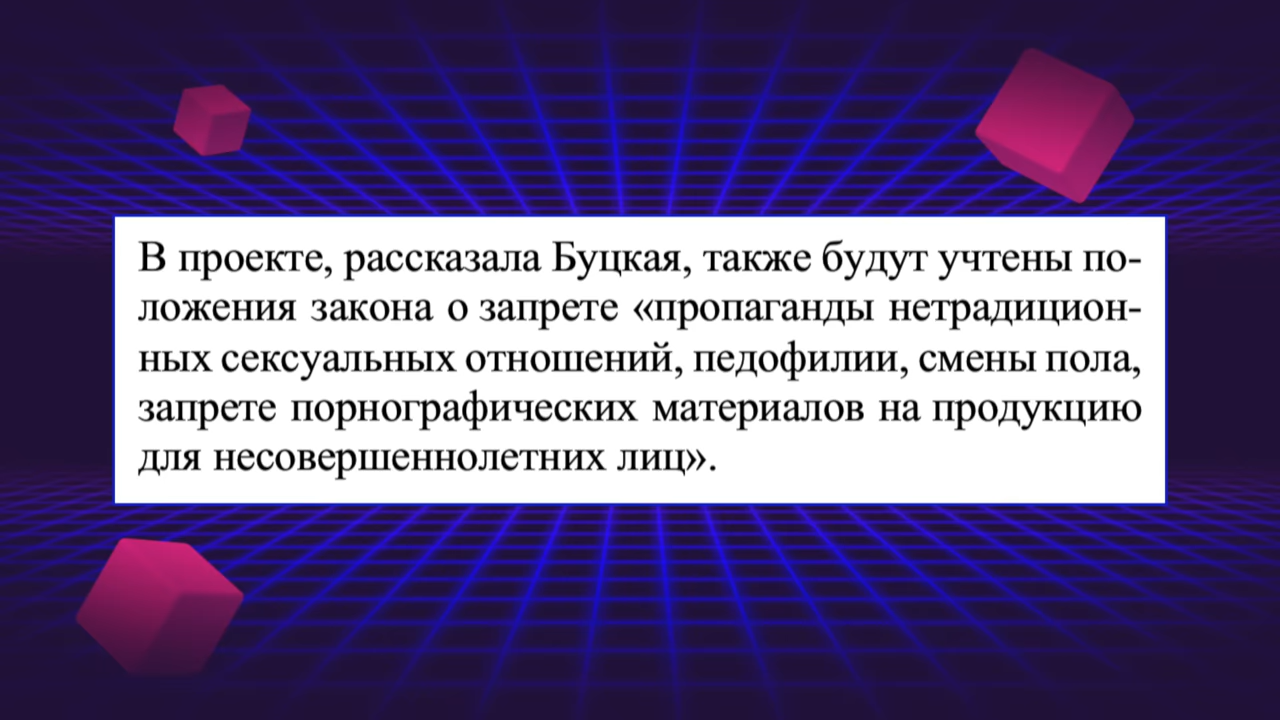 В проекте, рассказала Буцкая, также будут учтены по-
ложения закона о запрете «пропаганды нетрадицион-
ных сексуальных отношений, педофилии, смены пола,
запрете порнографических материалов на продукцию
для несовершеннолетних лиц».